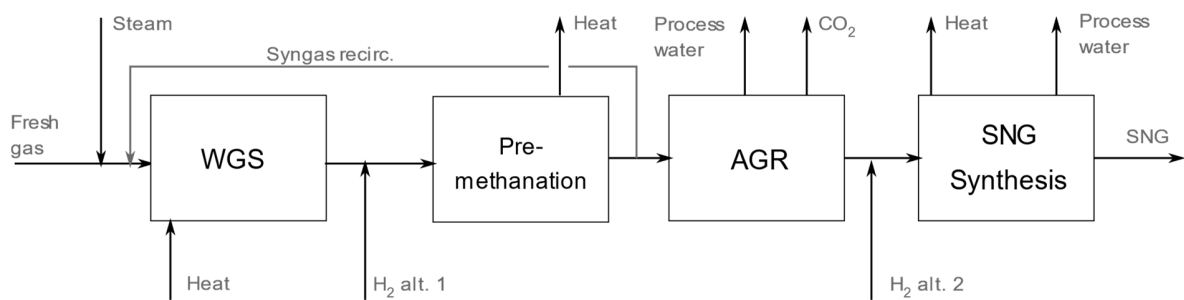 Steam
Syngas recirc.
Heat
Process
water
CO₂
Heat
Process
water
Fresh
gas
WGS
Pre-
methanation
AGR
SNG
Synthesis
SNG
Heat
H₂ alt. 1
H₂ alt. 2